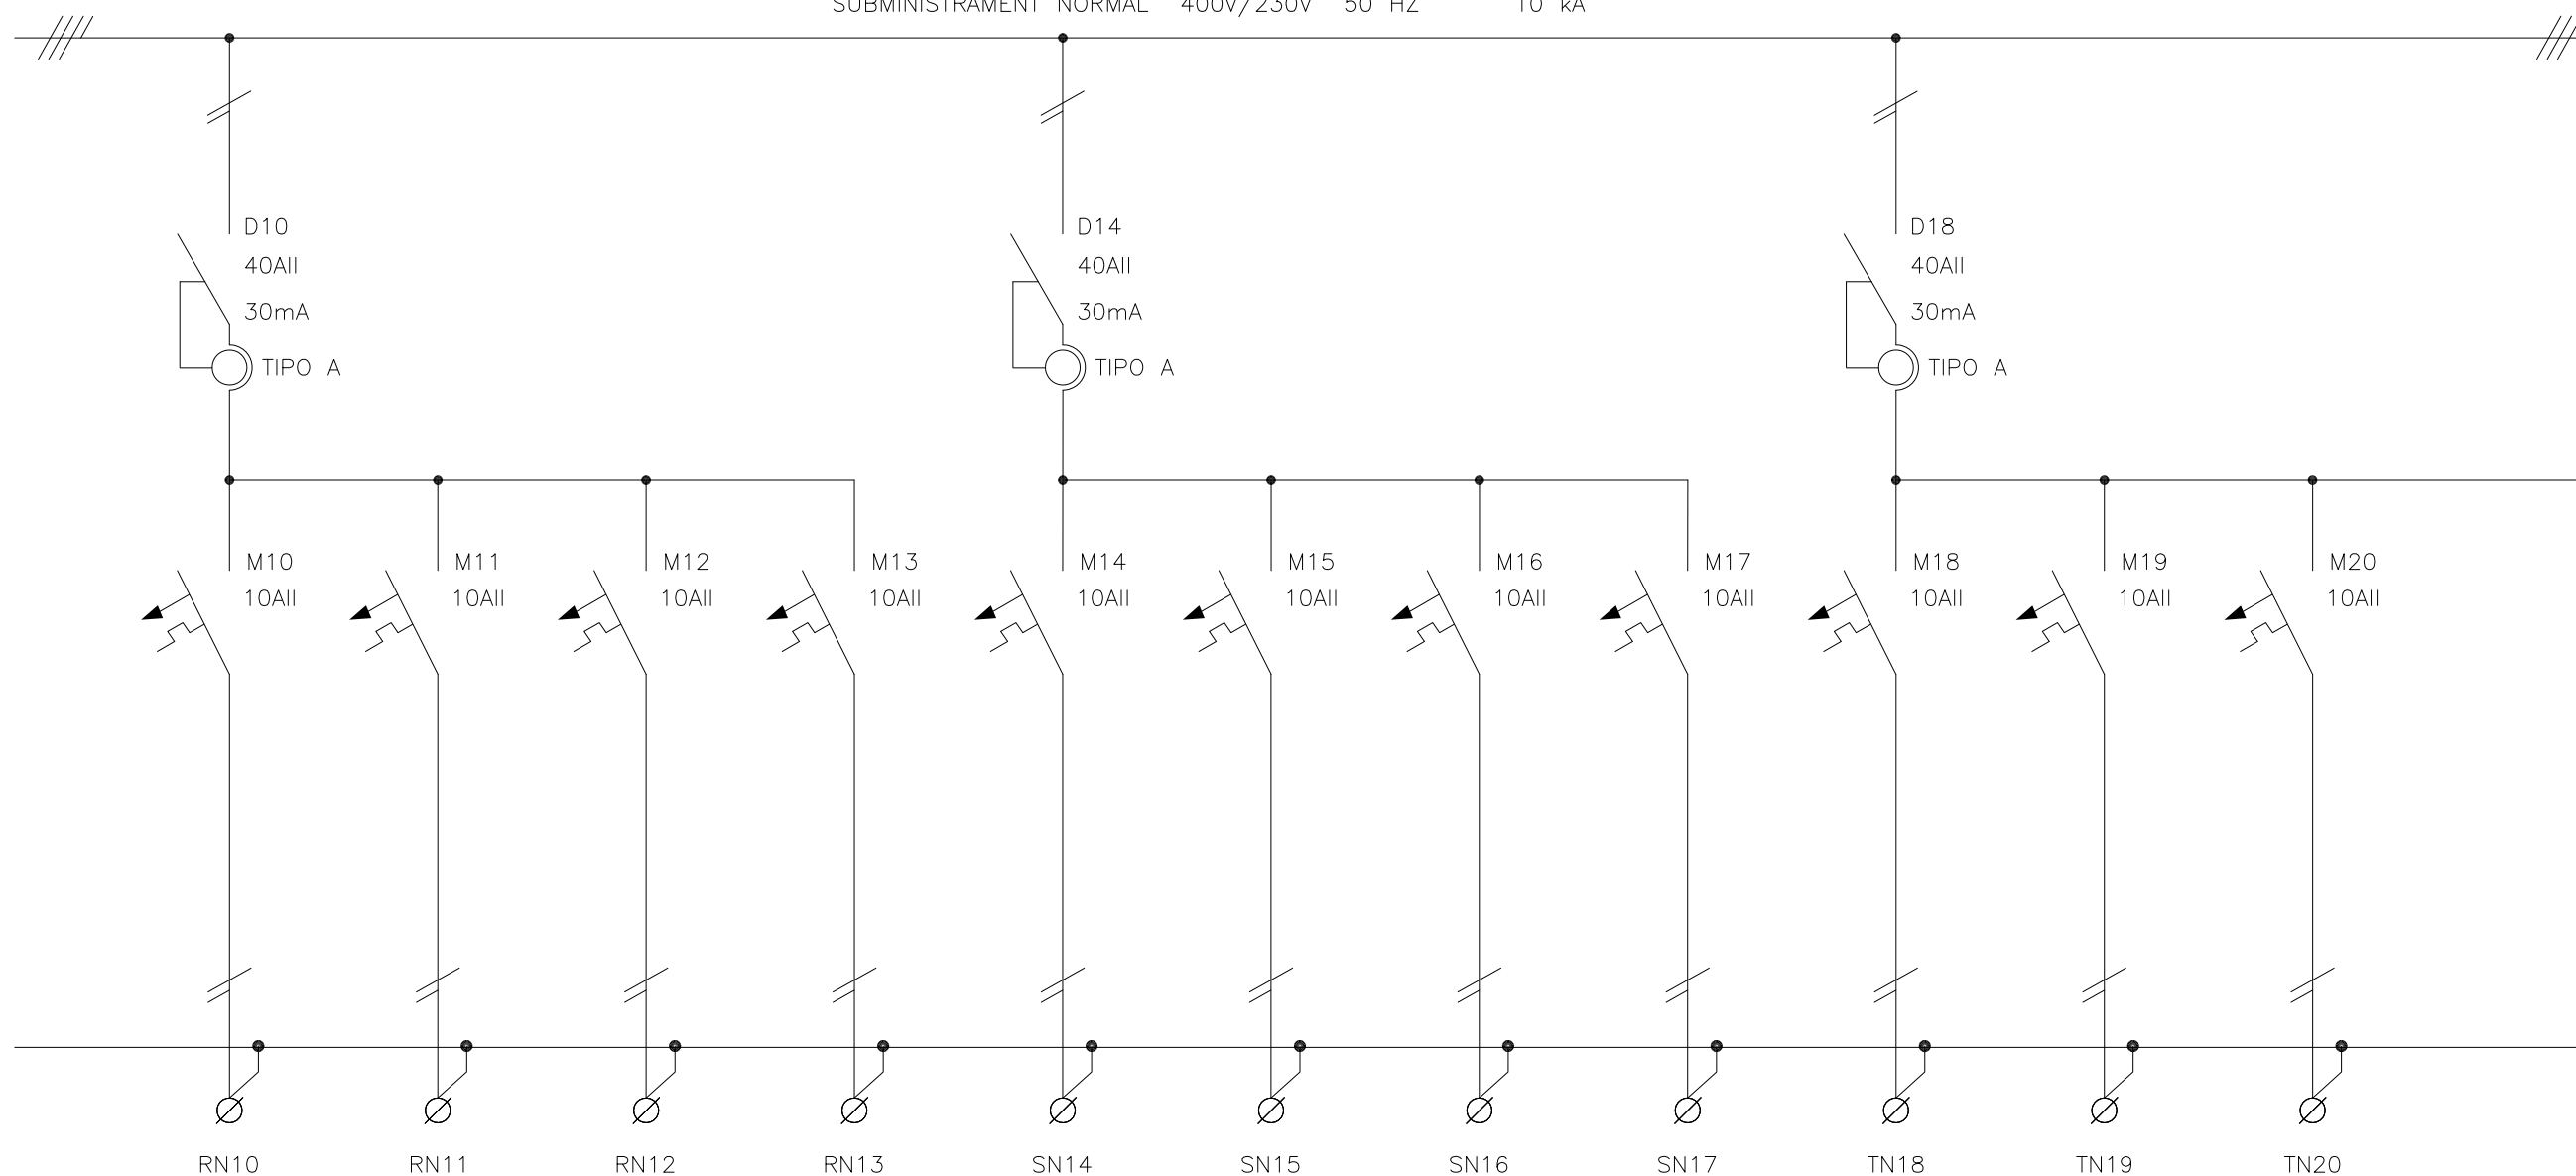 SUBMINISTRAMENT NORMAL 400V/230V 50 HZ 10 kA
D10 D14 D18
40AII 40AII 40AII
30mA 30mA 30mA
TIPO A TIPO A TIPO A
M10 M11 M12 M13 M14 M15 M16 M17 M18 M19 M20
10AII 10AII 10AII 10AII 10AII 10AII 10AII 10AII 10AII 10AII 10AII
RN10 RN11 RN12 RN13 SN14 SN15 SN16 SN17 TN18 TN19 TN20